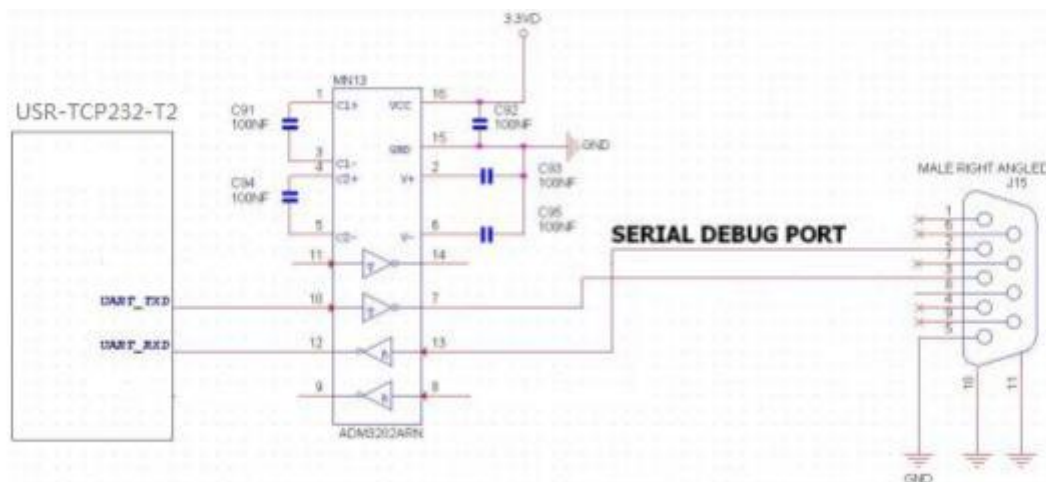 3.3VD
MN13
USR-TCP232-T2
1 C1+ VCC 16
C91
100NF
C92
100NF
15
GND
GND
3 C1-
4 C2+
V+ 2
C93
100NF
C94
100NF
5 C2-
V- 6
C95
100NF
MALE RIGHT ANGLED
J15
SERIAL DEBUG PORT
1
6
2
7
3
8
4
9
5
11 T 14
UART_TXD 10 T 7
UART_RXD 12 R 13
9 R 8
ADM3202ARN
10
11
GND